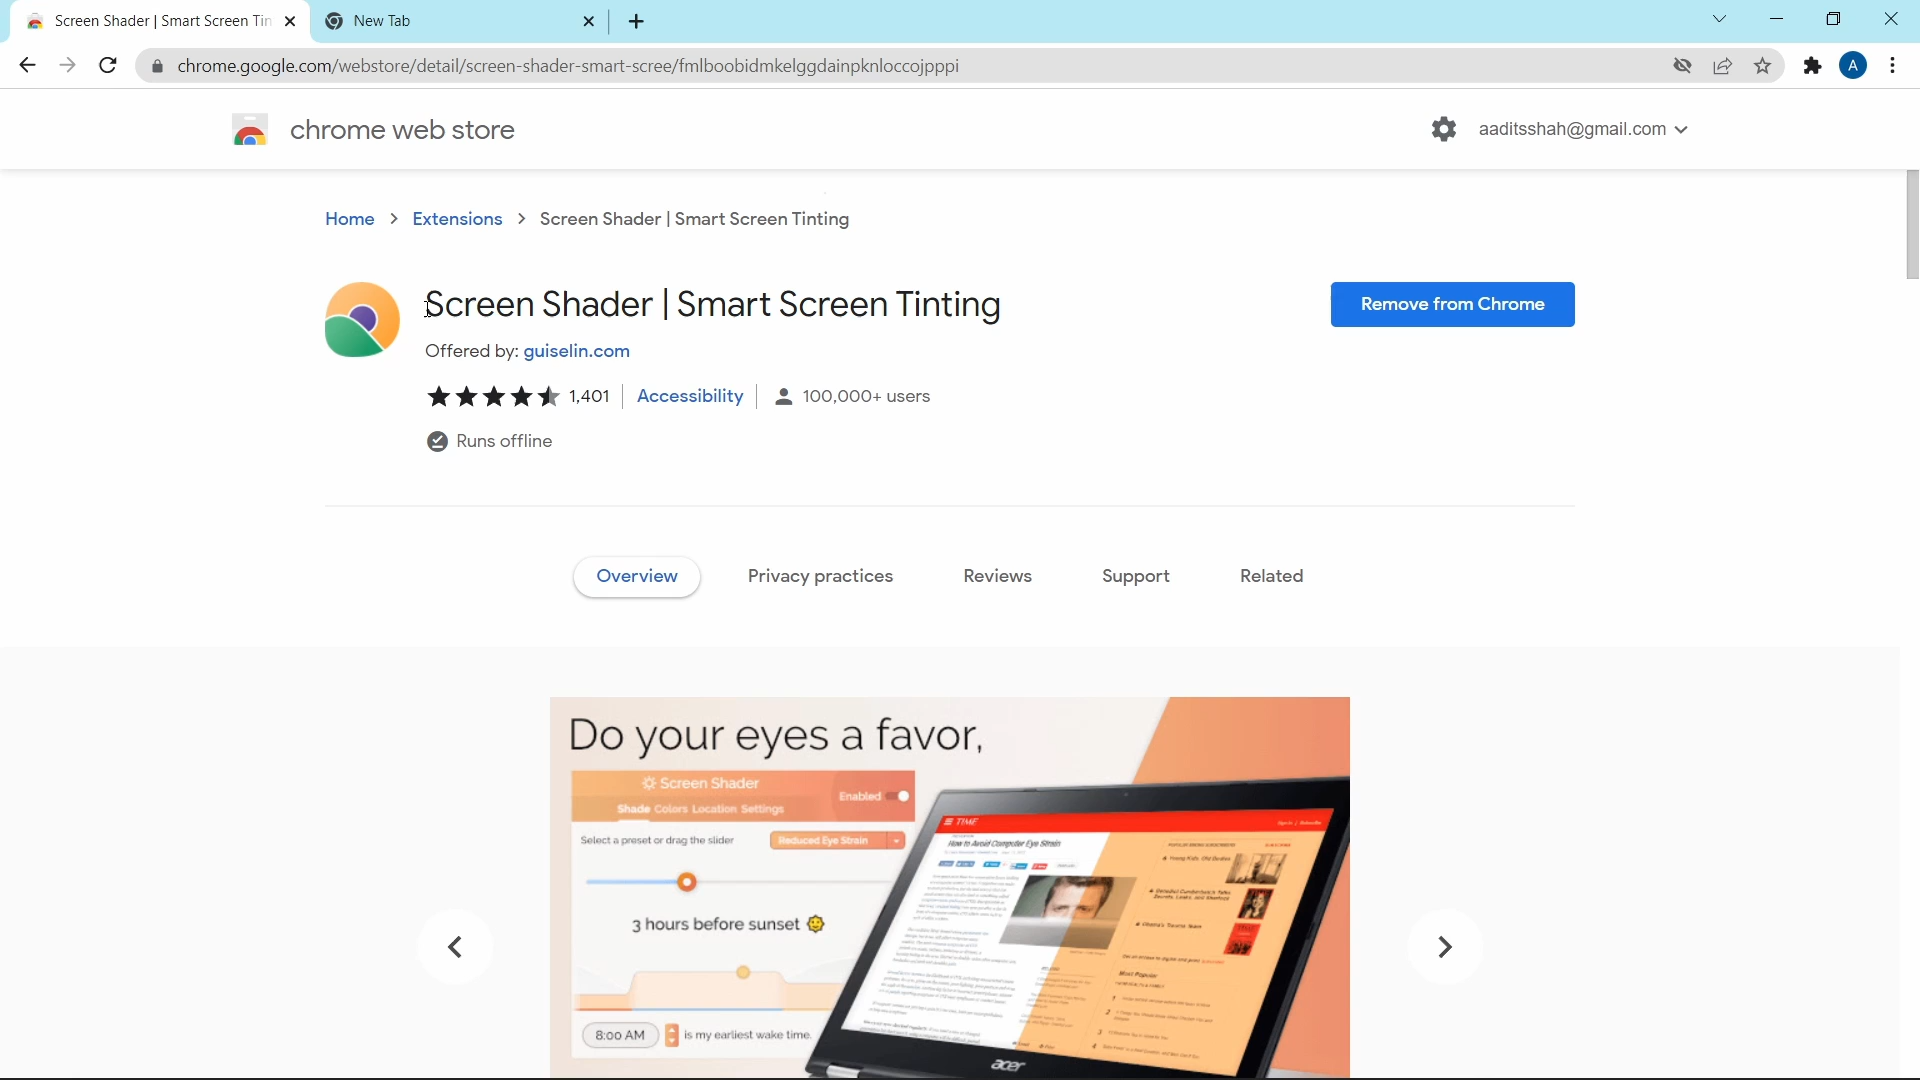 Screen Shader | Smart Screen Tin
New Tab
chrome.google.com/webstore/detail/screen-shader-smart-scree/fmlboobidmkelggdainpknloccojpppi
A
chrome web store
aaditsshah@gmail.com
Home > Extensions > Screen Shader | Smart Screen Tinting
Screen Shader | Smart Screen Tinting
Remove from Chrome
Offered by: guiselin.com
1,401 | Accessibility | 100,000+ users
Runs offline
Overview
Privacy practices
Reviews
Support
Related
Do your eyes a favor,
Screen Shader
Enabled
Shade Colors Location Settings
Select a preset or drag the slider
Reduced Eye Strain
3 hours before sunset
8:00 AM is my earliest wake time.
TIME
How to Avoid Computer Eye Strain
Most Popular
acer